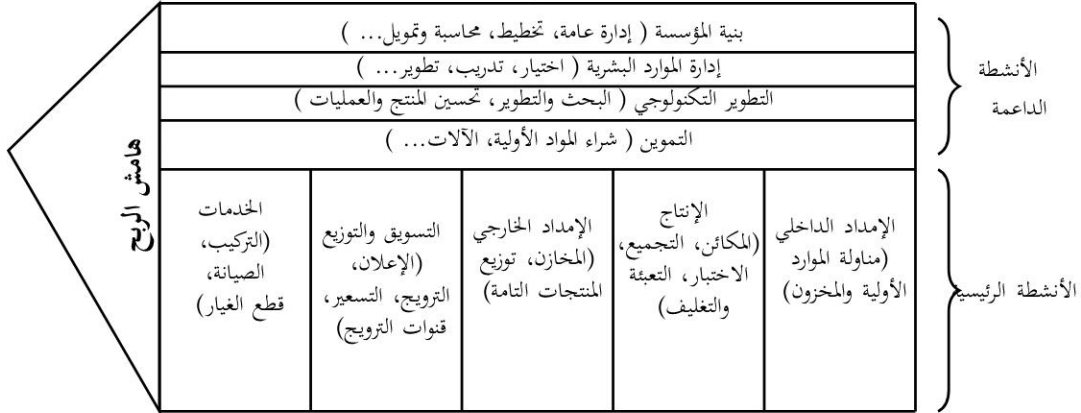 بنية المؤسسة ( إدارة عامة، تخطيط، محاسبة وتمويل... )
إدارة الموارد البشرية ( اختيار، تدريب، تطوير... )
التطوير التكنولوجي ( البحث والتطوير، تحسين المنتج والعمليات )
التموين ( شراء المواد الأولية، الآلات... )
الأنشطة
الداعمة
الإمداد الداخلي
(مناولة الموارد
الأولية والمخزون)
الإنتاج
(المكائن، التجميع،
الاختبار، التعبئة
والتغليف)
الإمداد الخارجي
(المخازن، توزيع
المنتجات التامة)
التسويق والتوزيع
(الإعلان،
الترويج، التسعير،
قنوات الترويج)
الخدمات
(التركيب،
الصيانة،
قطع الغيار)
الأنشطة الرئيسي
هامش الربح